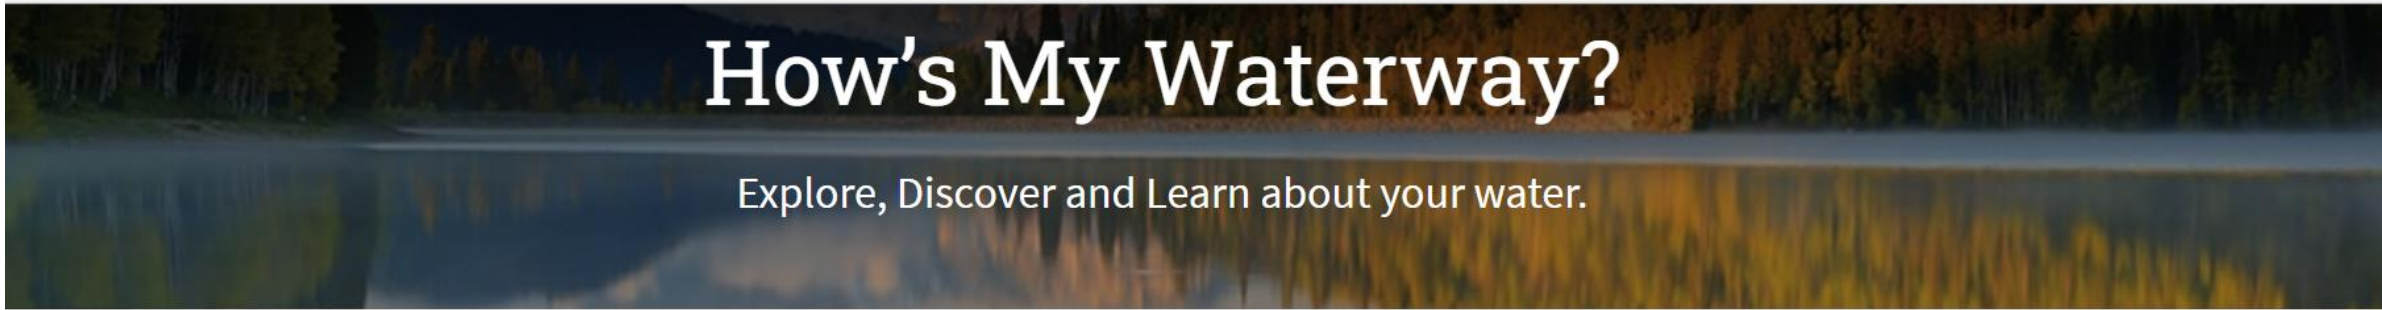 How’s My Waterway?
Explore, Discover and Learn about your water.